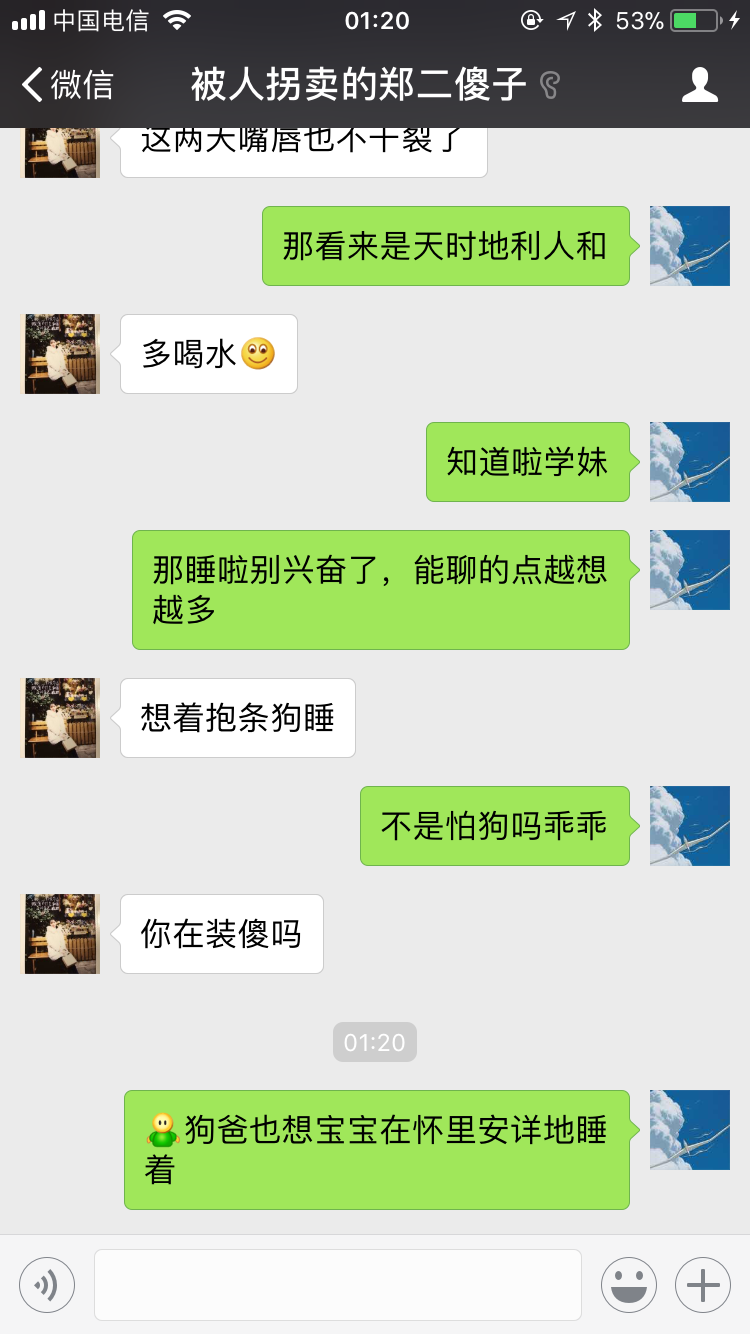 中国电信
01:20
53%
微信
被人拐卖的郑二傻子
这两天嘴唇也不干裂了
那看来是天时地利人和
多喝水
知道啦学妹
那睡啦别兴奋了，能聊的点越想
越多
想着抱条狗睡
不是怕狗吗乖乖
你在装傻吗
01:20
狗爸也想宝宝在怀里安详地睡
着